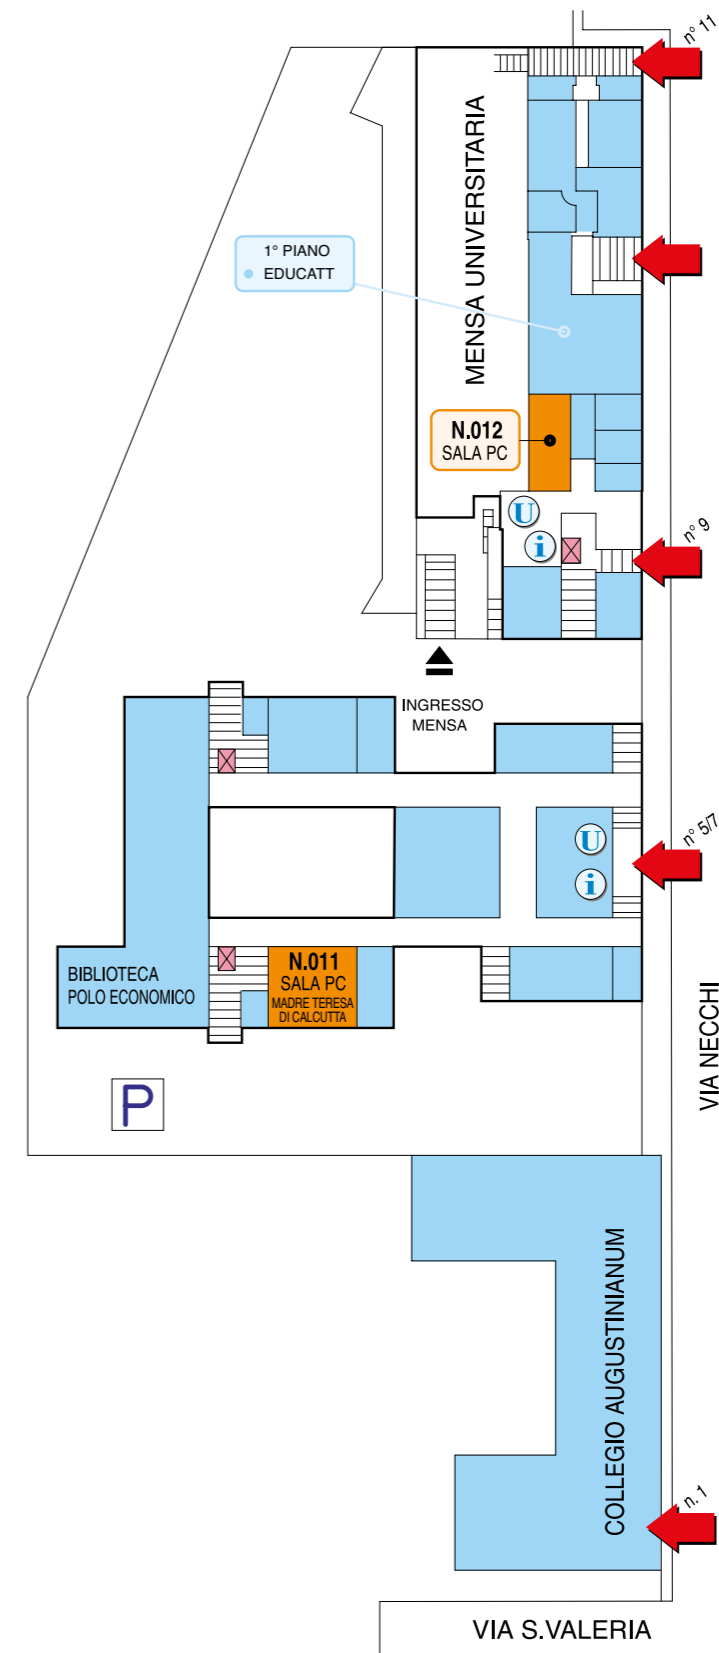 n° 11
MENSA UNIVERSITARIA
1° PIANO
EDUCATT
N.012
SALA PC
U
i
n° 9
INGRESSO
MENSA
n° 5/7
U
i
N.011
SALA PC
MADRE TERESA
DI CALCUTTA
BIBLIOTECA
POLO ECONOMICO
VIA NECCHI
P
COLLEGIO AUGUSTINIANUM
n. 1
VIA S.VALERIA